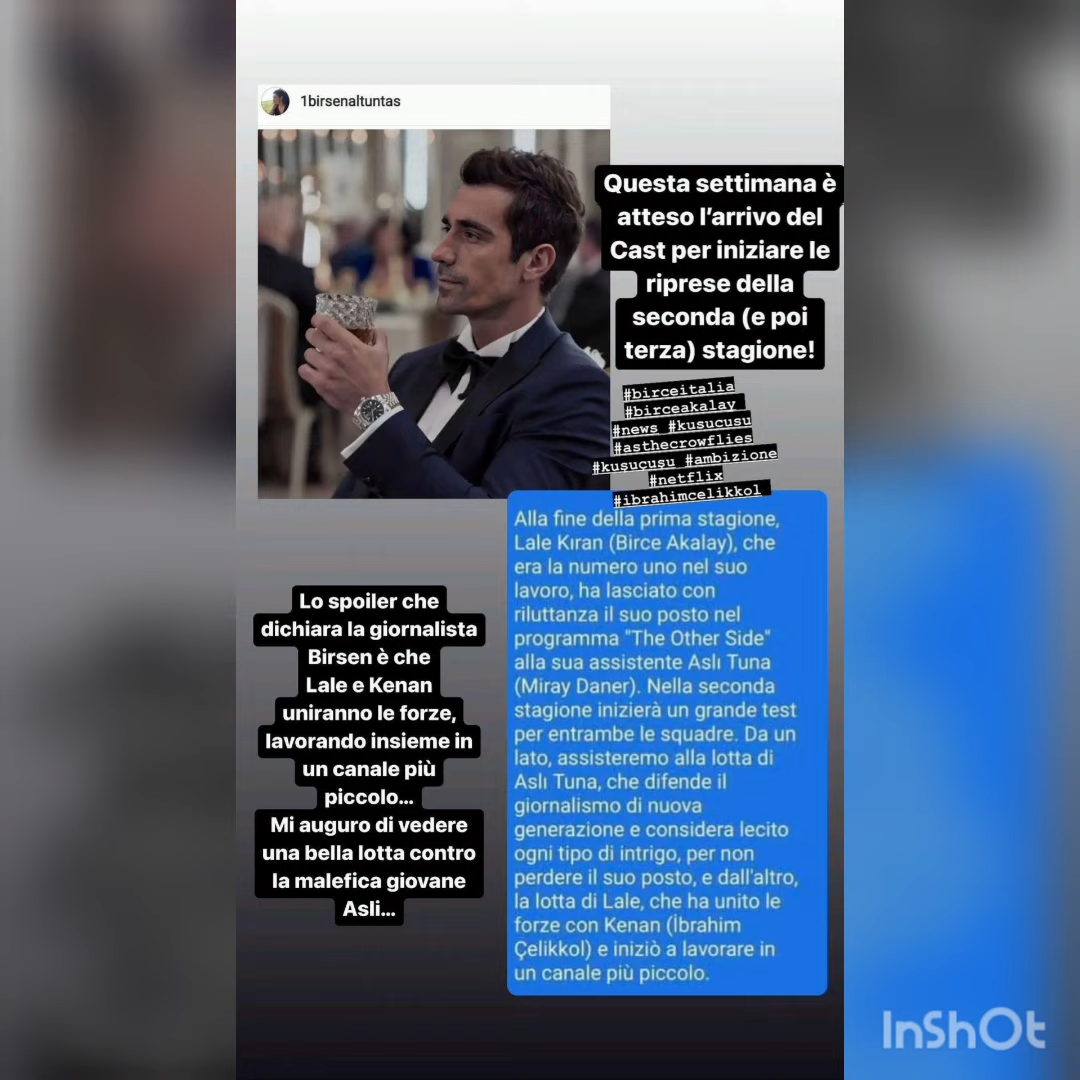 1birsenaltuntas
Questa settimana è
atteso l’arrivo del
Cast per iniziare le
riprese della
seconda (e poi
terza) stagione!
#birceitalia
#birceakalay
#news #kusucusu
#asthecrowflies
#kuşuçuşu #ambizione
#netflix
#ibrahimcelikkol
Lo spoiler che
dichiara la giornalista
Birsen è che
Lale e Kenan
uniranno le forze,
lavorando insieme in
un canale più
piccolo...
Mi auguro di vedere
una bella lotta contro
la malefica giovane
Asli...
Alla fine della prima stagione,
Lale Kıran (Birce Akalay), che
era la numero uno nel suo
lavoro, ha lasciato con
riluttanza il suo posto nel
programma "The Other Side"
alla sua assistente Aslı Tuna
(Miray Daner). Nella seconda
stagione inizierà un grande test
per entrambe le squadre. Da un
lato, assisteremo alla lotta di
Aslı Tuna, che difende il
giornalismo di nuova
generazione e considera lecito
ogni tipo di intrigo, per non
perdere il suo posto, e dall'altro,
la lotta di Lale, che ha unito le
forze con Kenan (İbrahim
Çelikkol) e iniziò a lavorare in
un canale più piccolo.
InShOt